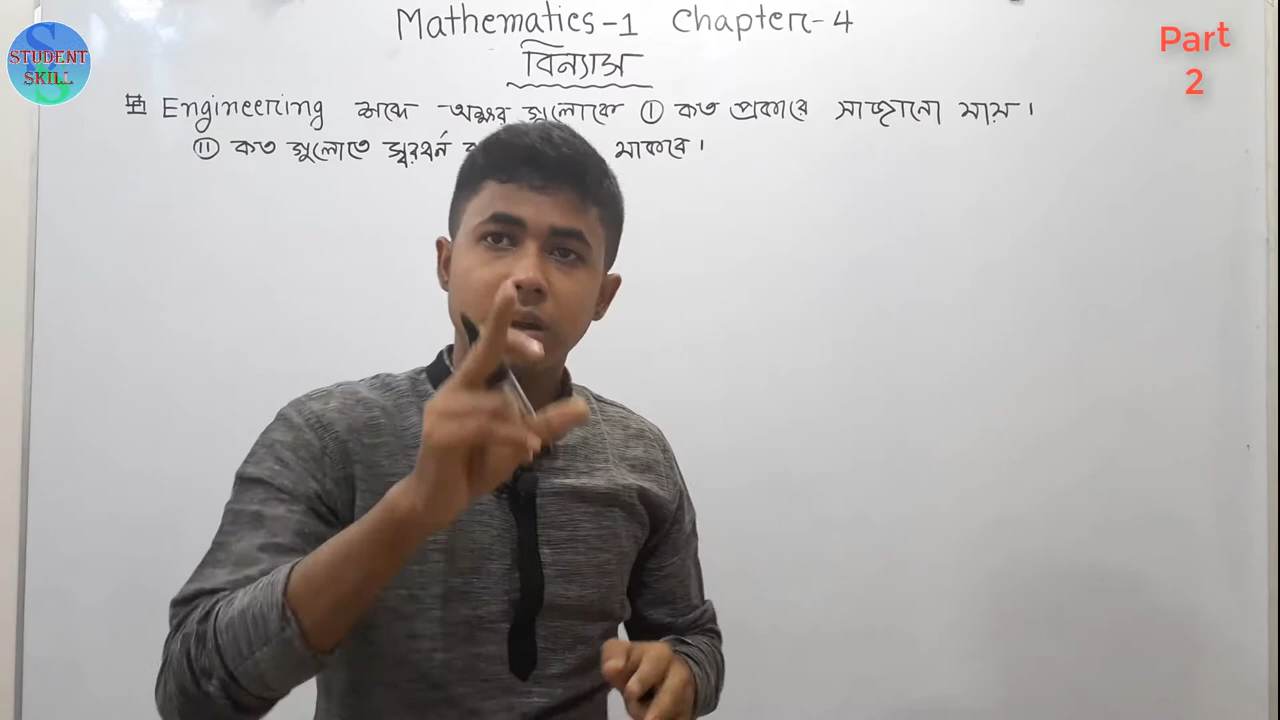 STUDENT
SKILL
Part
2
Mathematics-1 Chapter-4
বিন্যাস
Engineering শব্দে অক্ষর গুলোকে (i) কত প্রকারে সাজানো যায়।
(ii) কত গুলোতে স্বরবর্ন থাকবে।